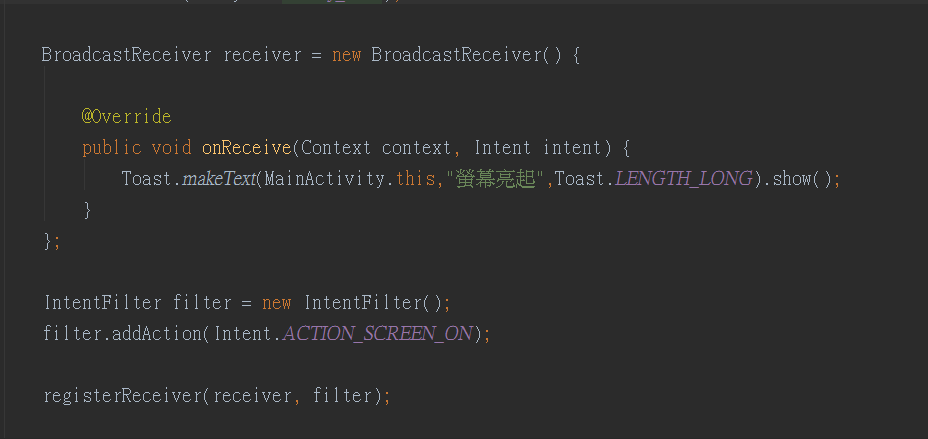 BroadcastReceiver receiver = new BroadcastReceiver() {
@Override
public void onReceive(Context context, Intent intent) {
Toast.makeText(MainActivity.this,"螢幕亮起",Toast.LENGTH_LONG).show();
}
};
IntentFilter filter = new IntentFilter();
filter.addAction(Intent.ACTION_SCREEN_ON);
registerReceiver(receiver, filter);